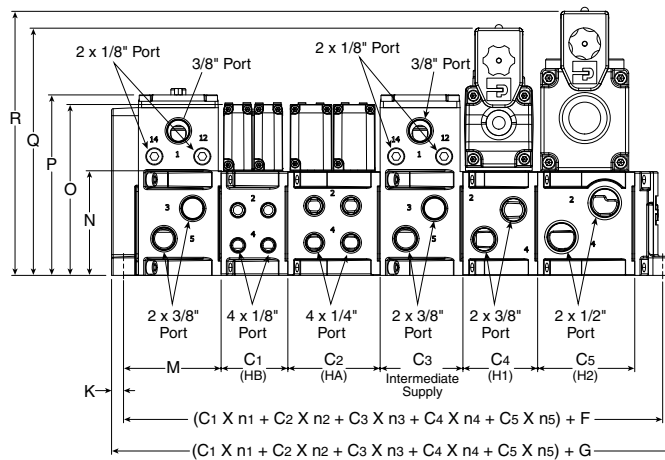 R
Q
P
O
N
2 x 1/8" Port
3/8" Port
2 x 1/8" Port
3/8" Port
14
12
1
14
12
1
3
5
2
4
2
4
3
5
2
4
2
4
2 x 3/8"
Port
4 x 1/8"
Port
4 x 1/4"
Port
2 x 3/8"
Port
2 x 3/8"
Port
2 x 1/2"
Port
K
M
C1
(HB)
C2
(HA)
C3
Intermediate
Supply
C4
(H1)
C5
(H2)
(C1 X n1 + C2 X n2 + C3 X n3 + C4 X n4 + C5 X n5) + F
(C1 X n1 + C2 X n2 + C3 X n3 + C4 X n4 + C5 X n5) + G